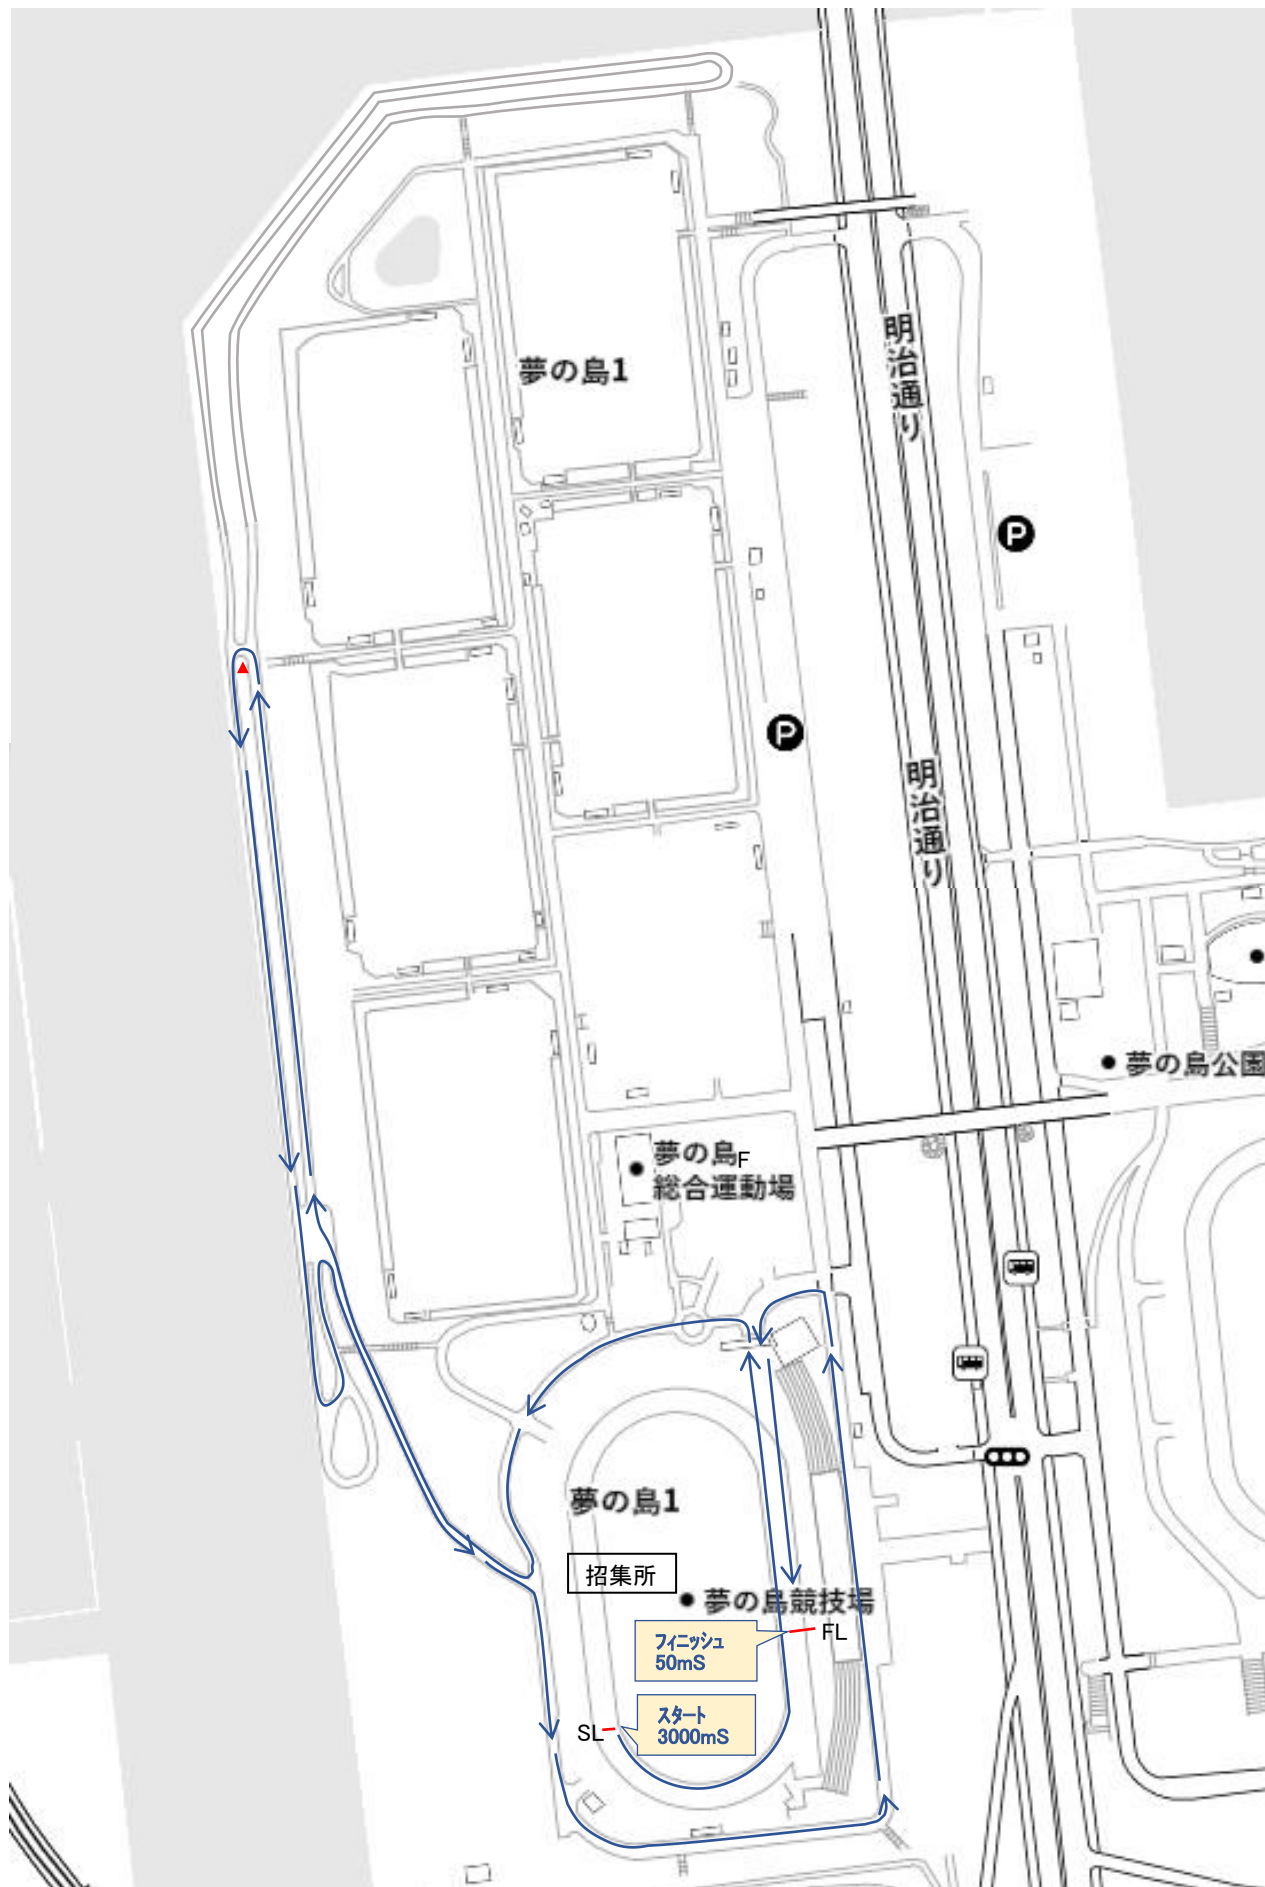 明治通り
夢の島1
P
P
明治通り
夢の島公園
夢の島F
総合運動場
夢の島1
招集所
夢の島競技場
フィニッシュ
50mS
FL
スタート
3000mS
SL